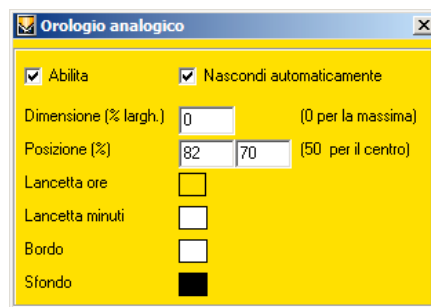 Orologio analogico
Abilita Nascondi automaticamente
Dimensione (% largh.) 0 (0 per la massima)
Posizione (%) 82 70 (50 per il centro)
Lancetta ore
Lancetta minuti
Bordo
Sfondo